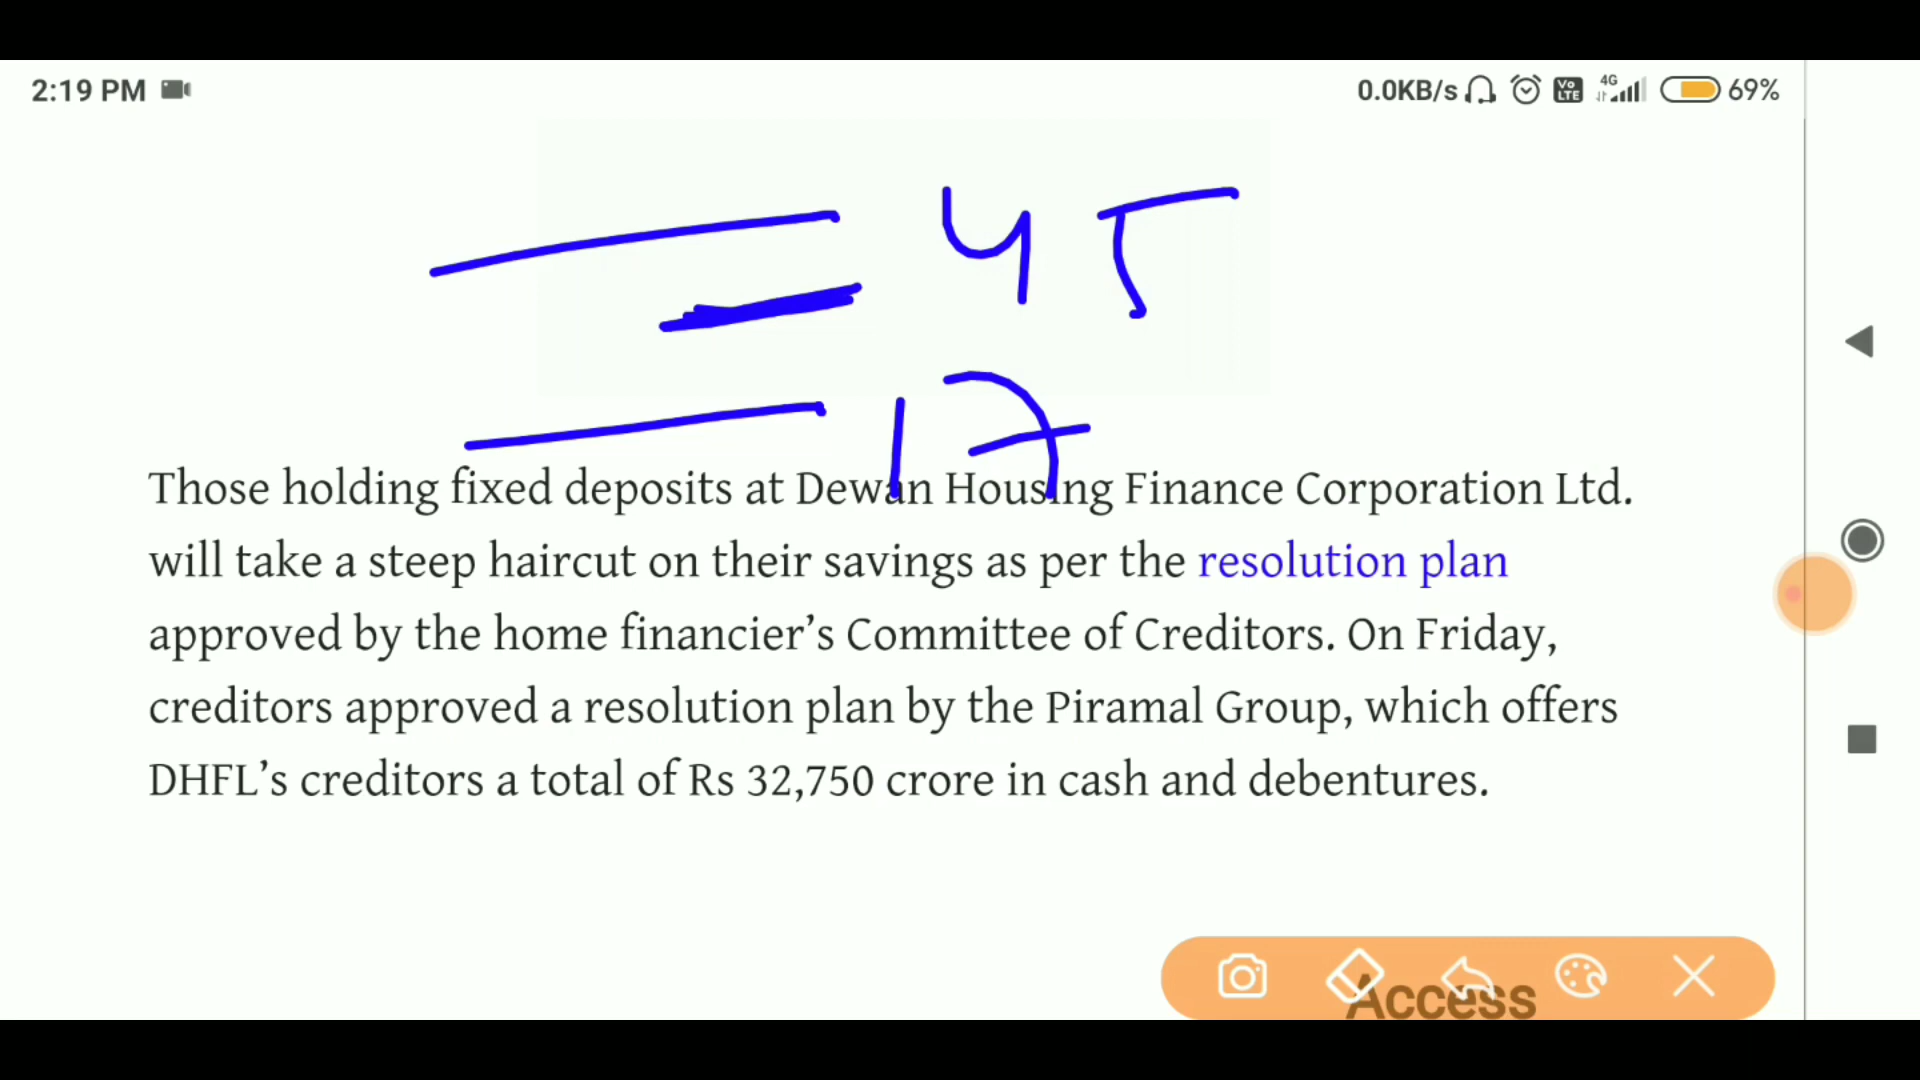 2:19 PM 0.0KB/s Vo LTE 4G 69%
45
17
Those holding fixed deposits at Dewan Housing Finance Corporation Ltd.
will take a steep haircut on their savings as per the resolution plan
approved by the home financier’s Committee of Creditors. On Friday,
creditors approved a resolution plan by the Piramal Group, which offers
DHFL’s creditors a total of Rs 32,750 crore in cash and debentures.
Access